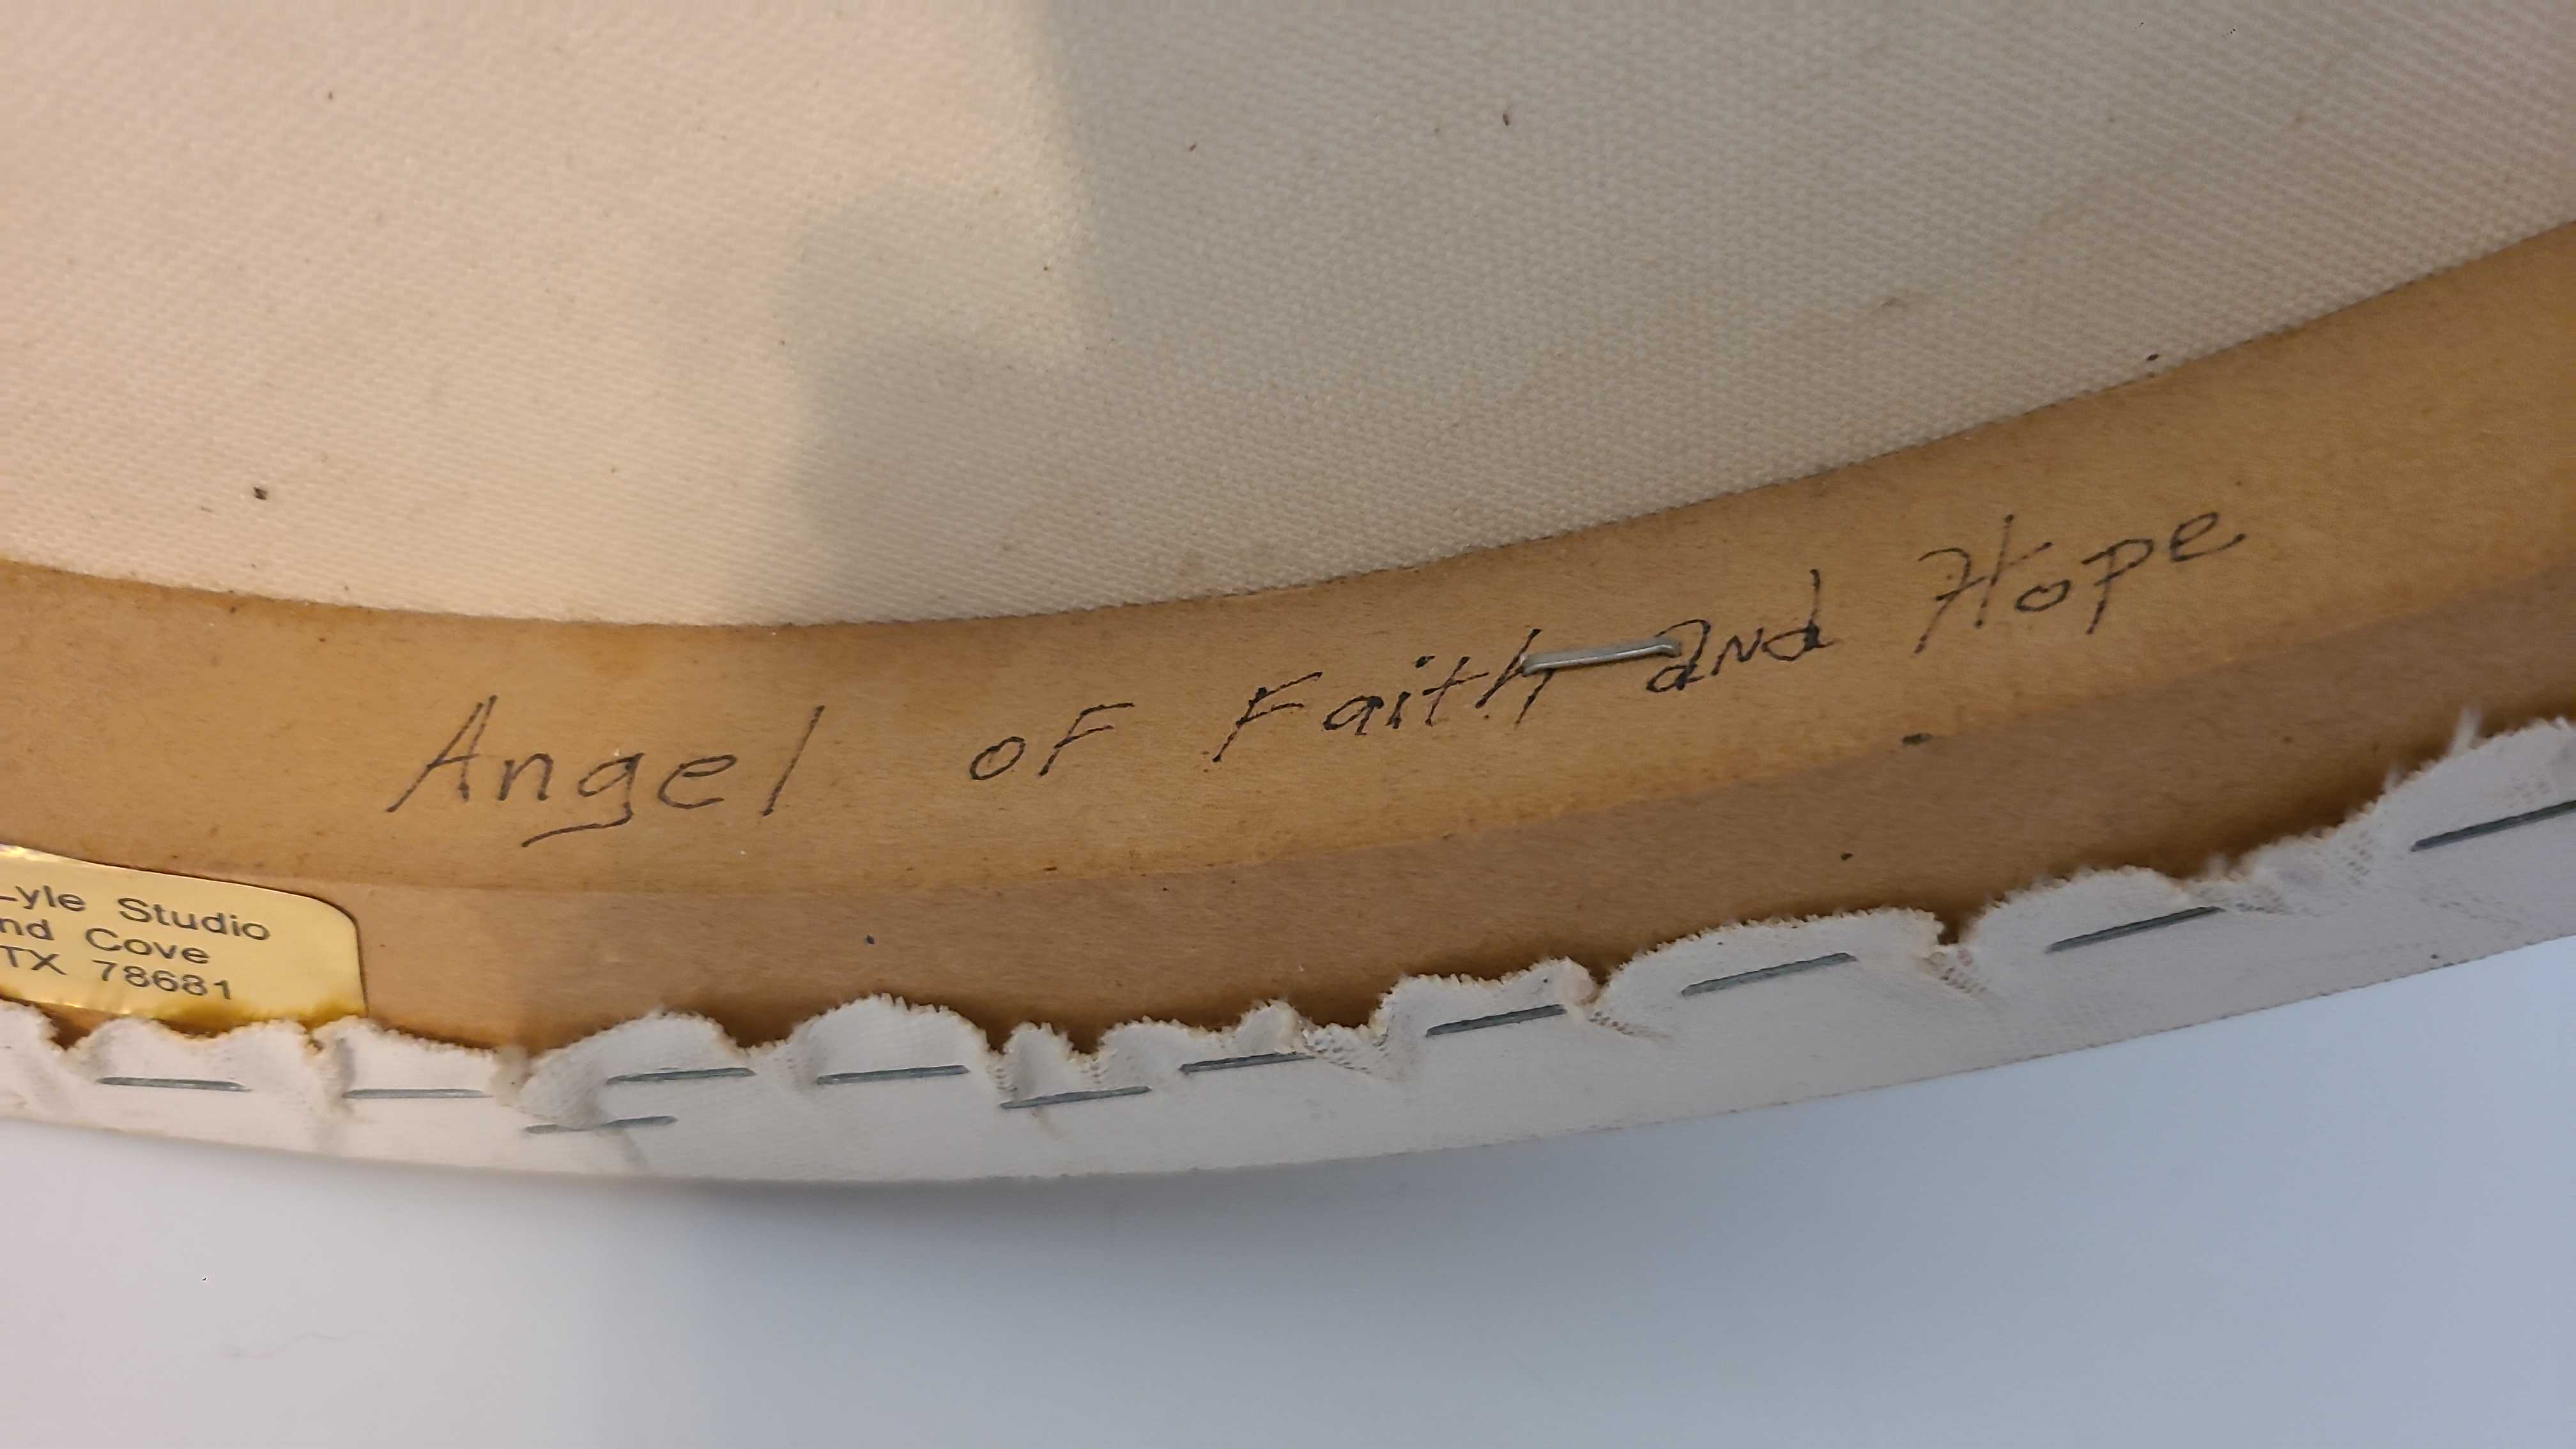 Angel of Faith and Hope
Lyle Studio
nd Cove
TX 78681